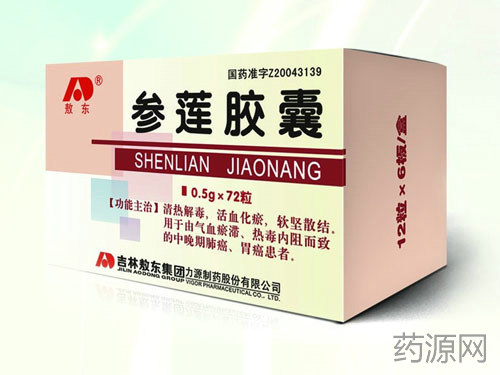 国药准字Z20043139
®
敖东
参莲胶囊
SHENLIAN JIAONANG
0.5g×72粒
【功能主治】清热解毒，活血化瘀，软坚散结.
用于由气血瘀滞、热毒内阻而致
的中晚期肺癌、胃癌患者.
吉林敖东集团力源制药股份有限公司
JILIN AODONG GROUP VIGOR PHARMACEUTICAL CO., LTD.
12粒×6板/盒
药源网